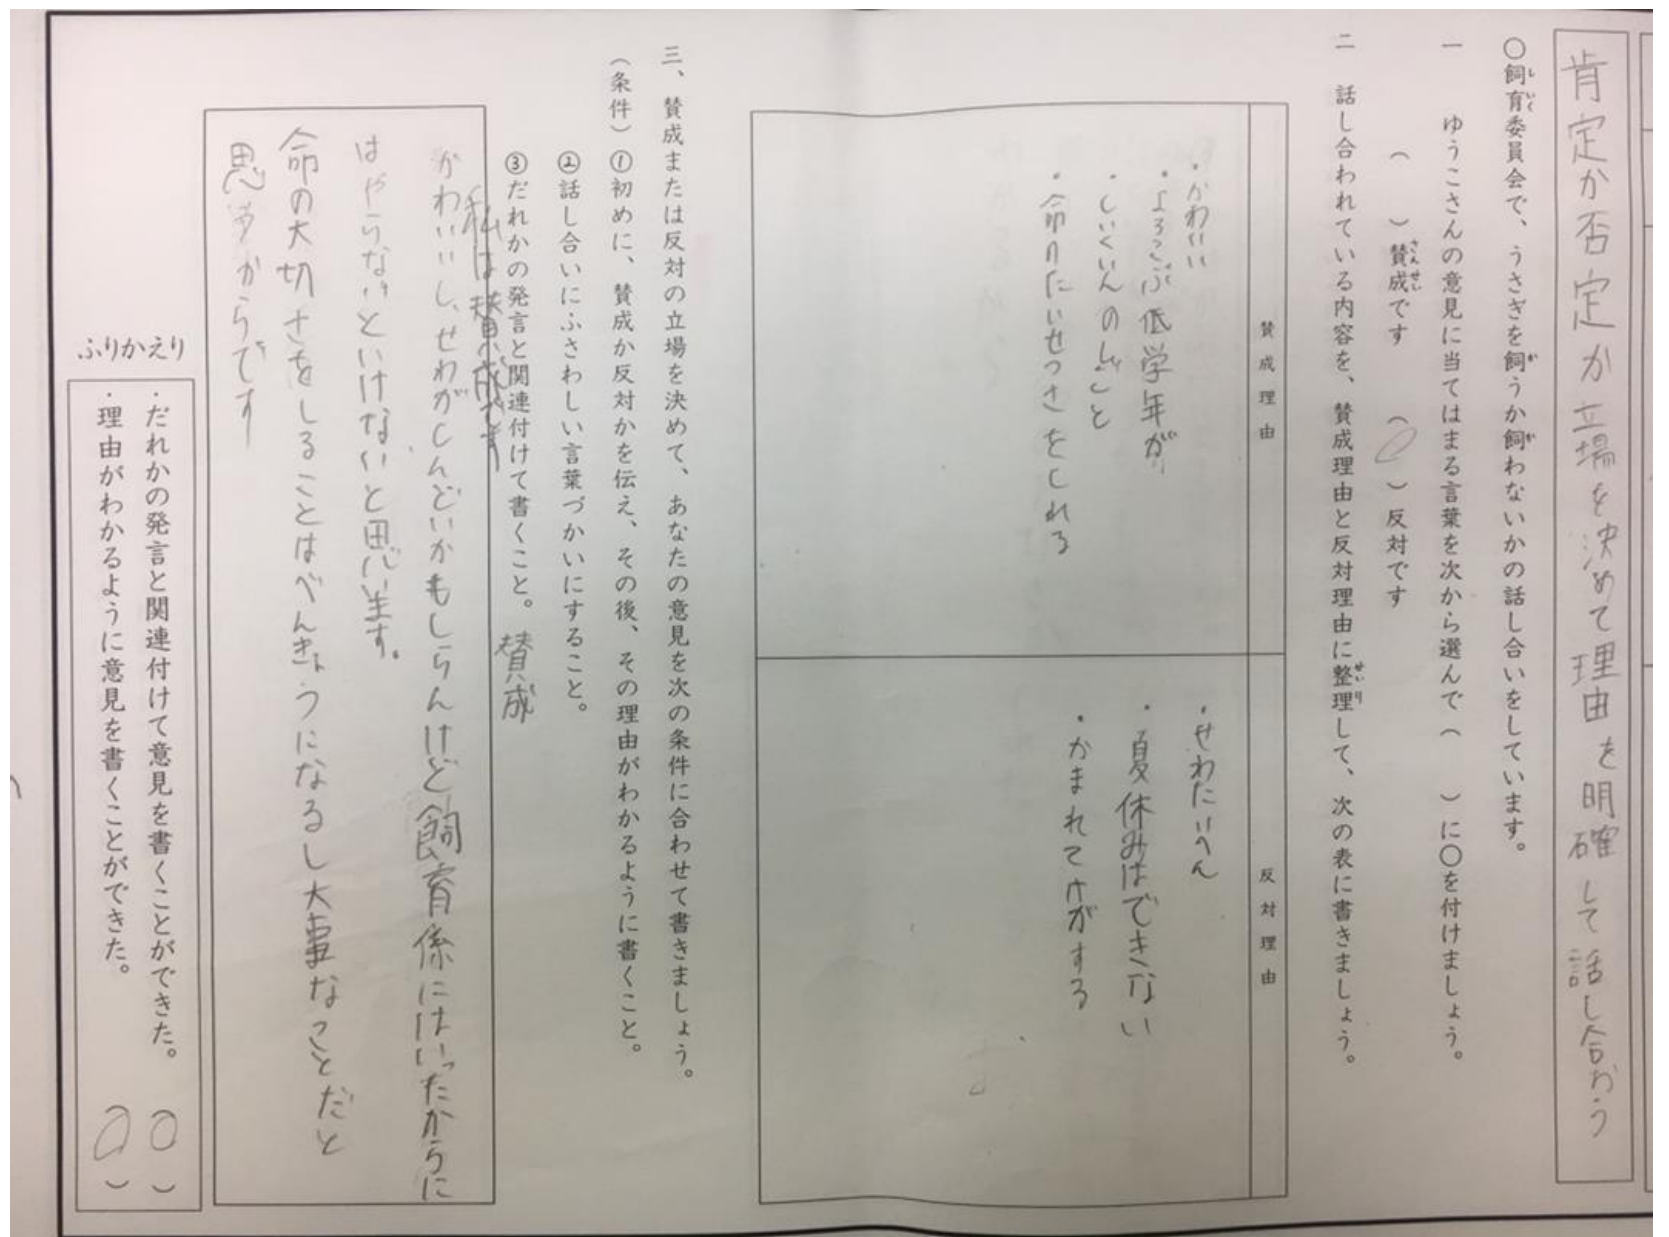 肯定か否定か立場を決めて理由を明確して話し合おう
○飼育委員会で、うさぎを飼うか飼わないかの話し合いをしています。
一　ゆうこさんの意見に当てはまる言葉を次から選んで（　）に○を付けましょう。
（　）賛成です　（○）反対です
二　話し合われている内容を、賛成理由と反対理由に整理して、次の表に書きましょう。
賛成理由
・かわいい
・よろこぶ低学年が
・しいくいんのしごと
・命のたいせつさをしれる
反対理由
・せわたいへん
・夏休みはできない
・かまれてけがする
三、賛成または反対の立場を決めて、あなたの意見を次の条件に合わせて書きましょう。
（条件）①初めに、賛成か反対かを伝え、その後、その理由がわかるように書くこと。
②話し合いにふさわしい言葉づかいにすること。
③だれかの発言と関連付けて書くこと。賛成
私は賛成です
かわいいし、せわがしんどいかもしらんけど飼育係にはいったからに
はやらないといけないと思います。
命の大切さをしることはべんきょうになるし大事なことだと
思うからです
ふりかえり
・だれかの発言と関連付けて意見を書くことができた。（○）
・理由がわかるように意見を書くことができた。（○）